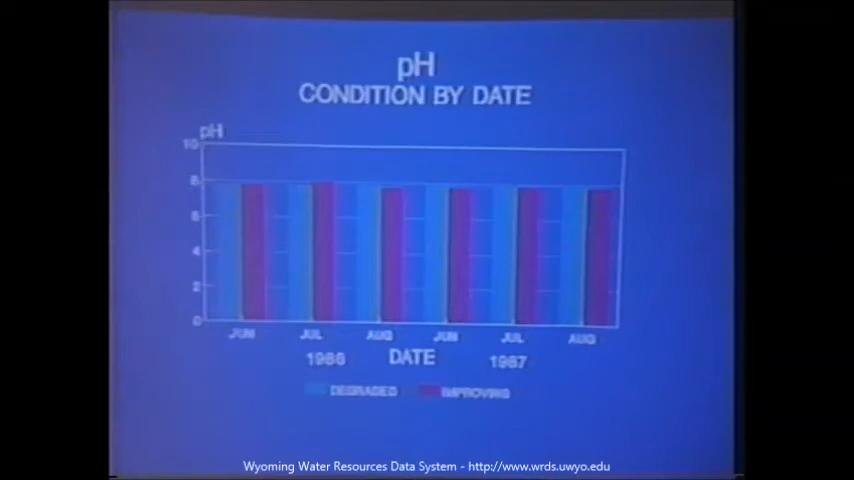 pH
CONDITION BY DATE
pH
10
8
6
4
2
0
JUN JUL AUG JUN JUL AUG
1986 DATE 1987
DEGRADED IMPROVING
Wyoming Water Resources Data System - http://www.wrds.uwyo.edu